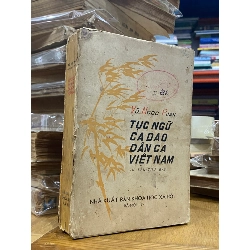 Vũ Ngọc Phan
TỤC NGỮ
CA DAO
DÂN CA
VIỆT NAM
NHÀ XUẤT BẢN KHOA HỌC XÃ HỘI